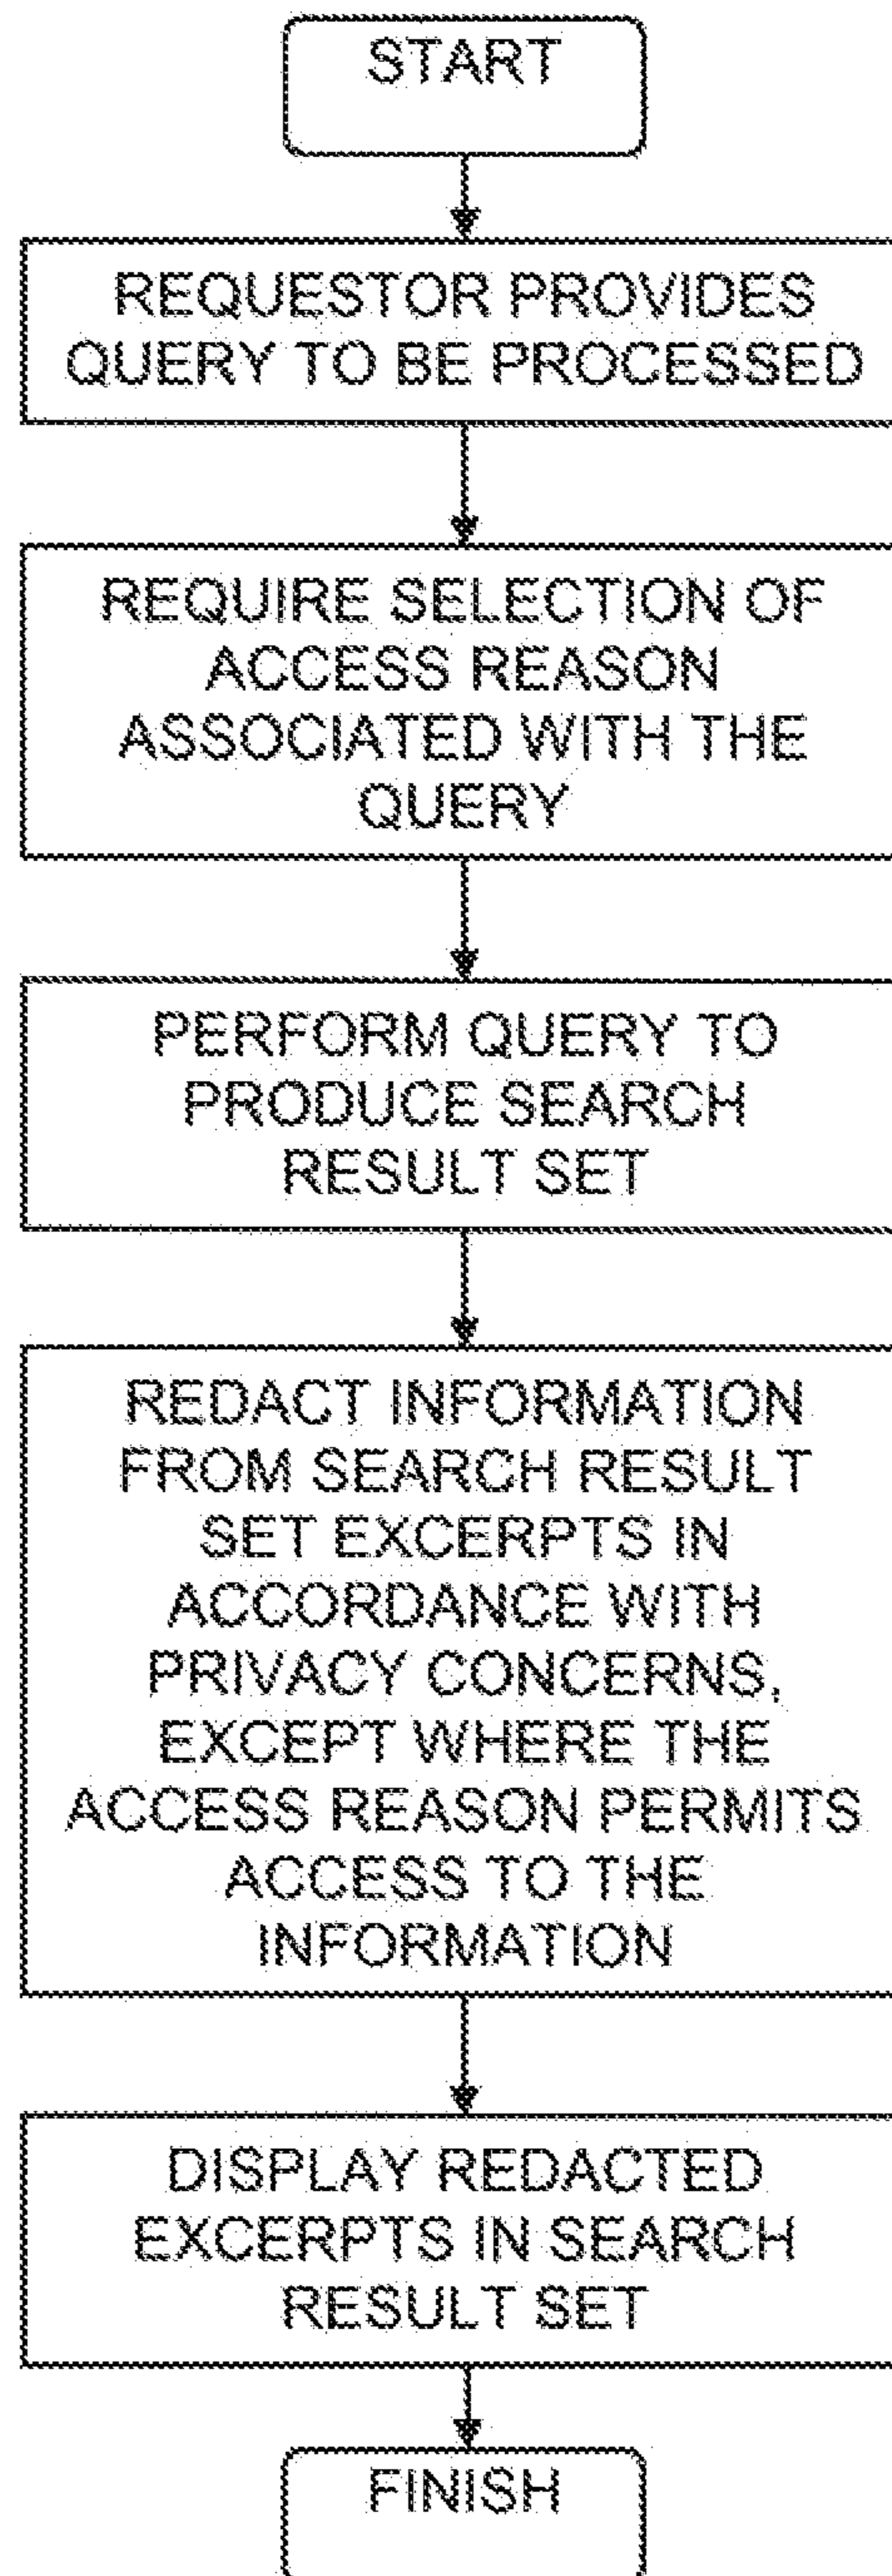 START
REQUESTOR PROVIDES
QUERY TO BE PROCESSED
REQUIRE SELECTION OF
ACCESS REASON
ASSOCIATED WITH THE
QUERY
PERFORM QUERY TO
PRODUCE SEARCH
RESULT SET
REDACT INFORMATION
FROM SEARCH RESULT
SET EXCERPTS IN
ACCORDANCE WITH
PRIVACY CONCERNS,
EXCEPT WHERE THE
ACCESS REASON PERMITS
ACCESS TO THE
INFORMATION
DISPLAY REDACTED
EXCERPTS IN SEARCH
RESULT SET
FINISH